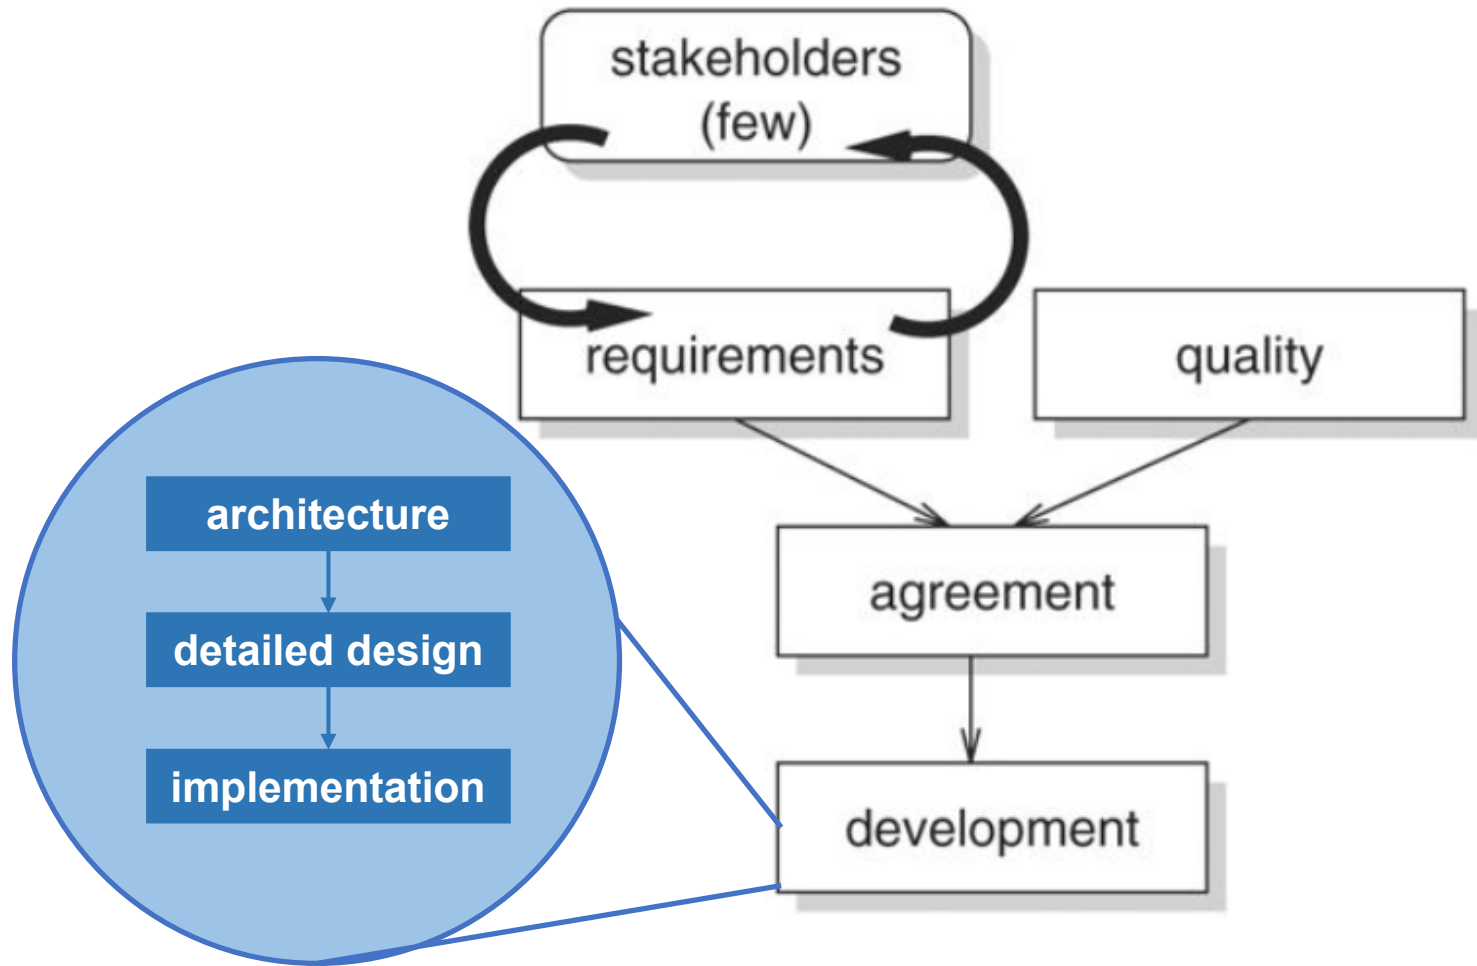 stakeholders
(few)
requirements
quality
architecture
agreement
detailed design
implementation
development